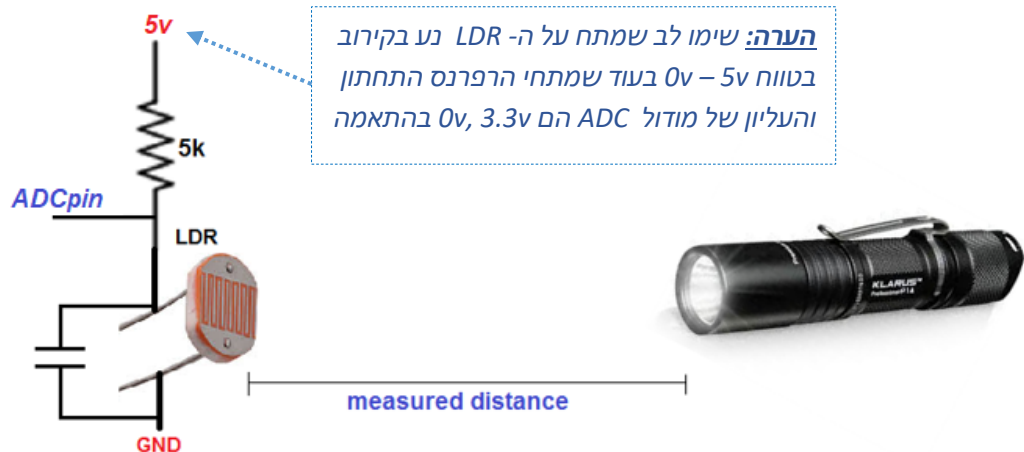 5v
הערה: שימו לב שמתח על ה- LDR נע בקירוב
בטווח 0v – 5v בעוד שמתחי הרפרנס התחתון
והעליון של מודול ADC הם 0v, 3.3v בהתאמה
5k
ADCpin
LDR
KLARUS™
measured distance
GND